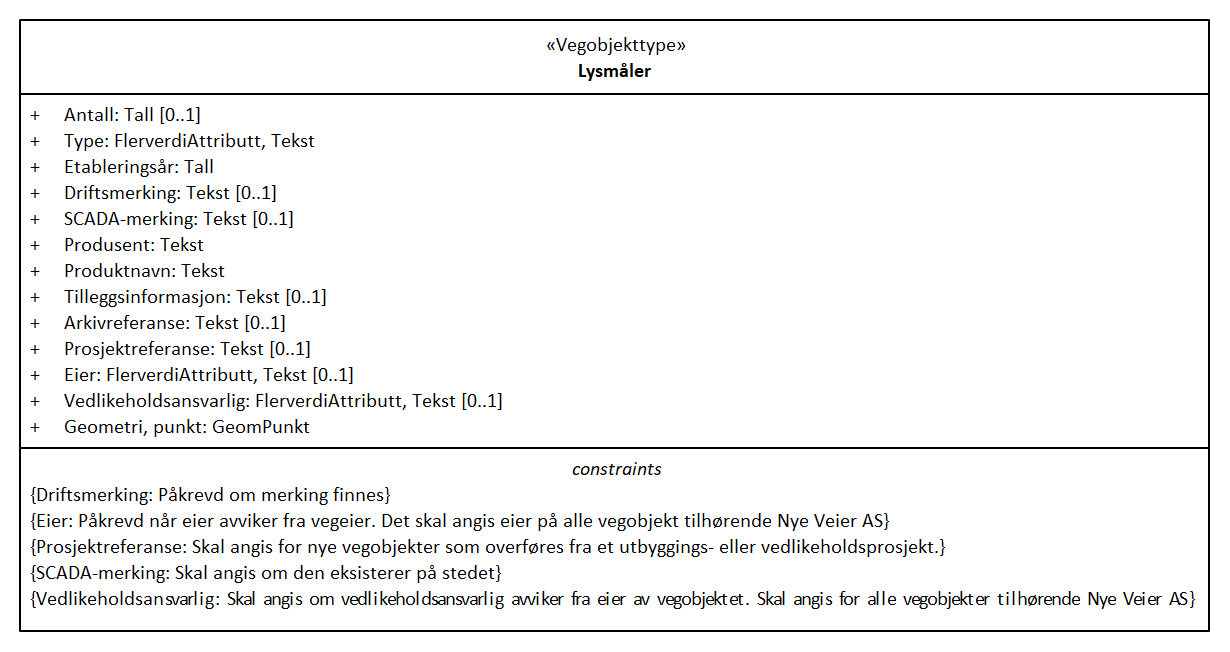 «Vegobjekttype»
Lysmåler
+ Antall: Tall [0..1]
+ Type: FlerverdiAttributt, Tekst
+ Etableringsår: Tall
+ Driftsmerking: Tekst [0..1]
+ SCADA-merking: Tekst [0..1]
+ Produsent: Tekst
+ Produktnavn: Tekst
+ Tilleggsinformasjon: Tekst [0..1]
+ Arkivreferanse: Tekst [0..1]
+ Prosjektreferanse: Tekst [0..1]
+ Eier: FlerverdiAttributt, Tekst [0..1]
+ Vedlikeholdsansvarlig: FlerverdiAttributt, Tekst [0..1]
+ Geometri, punkt: GeomPunkt
constraints
{Driftsmerking: Påkrevd om merking finnes}
{Eier: Påkrevd når eier avviker fra vegeier. Det skal angis eier på alle vegobjekt tilhørende Nye Veier AS}
{Prosjektreferanse: Skal angis for nye vegobjekter som overføres fra et utbyggings- eller vedlikeholdsprosjekt.}
{SCADA-merking: Skal angis om den eksisterer på stedet}
{Vedlikeholdsansvarlig: Skal angis om vedlikeholdsansvarlig avviker fra eier av vegobjektet. Skal angis for alle vegobjekter tilhørende Nye Veier AS}